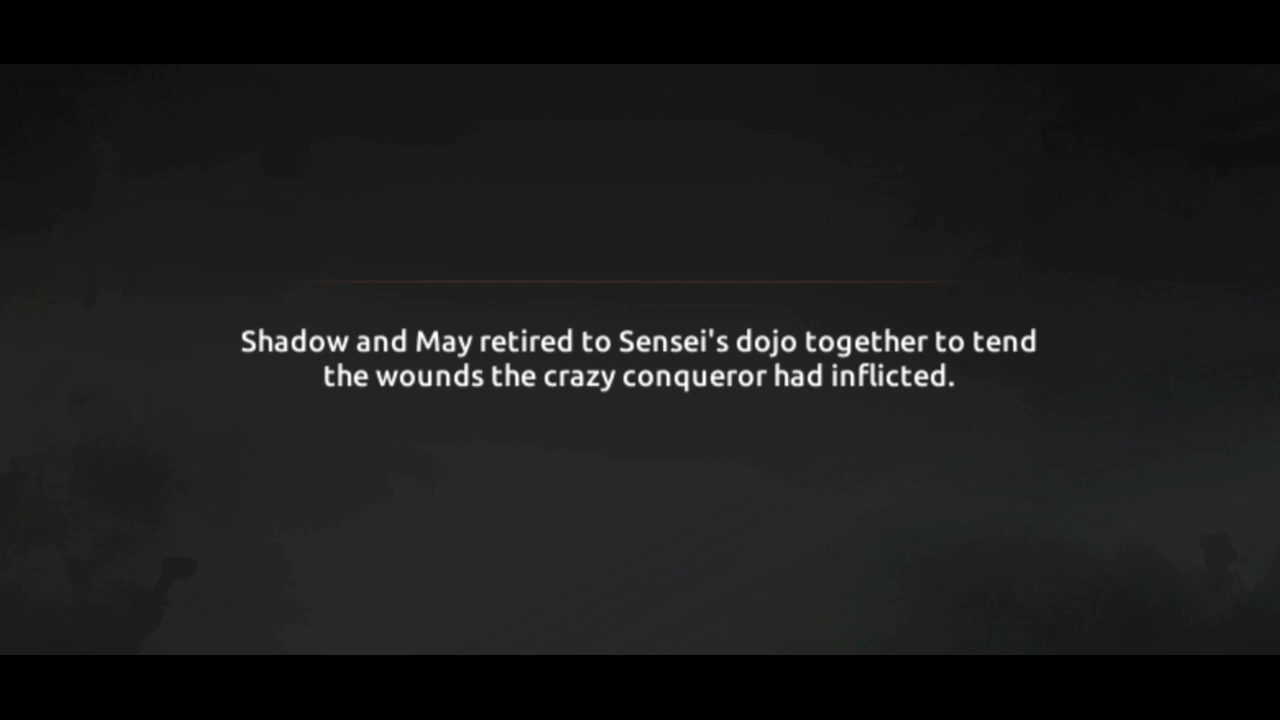 Shadow and May retired to Sensei's dojo together to tend
the wounds the crazy conqueror had inflicted.